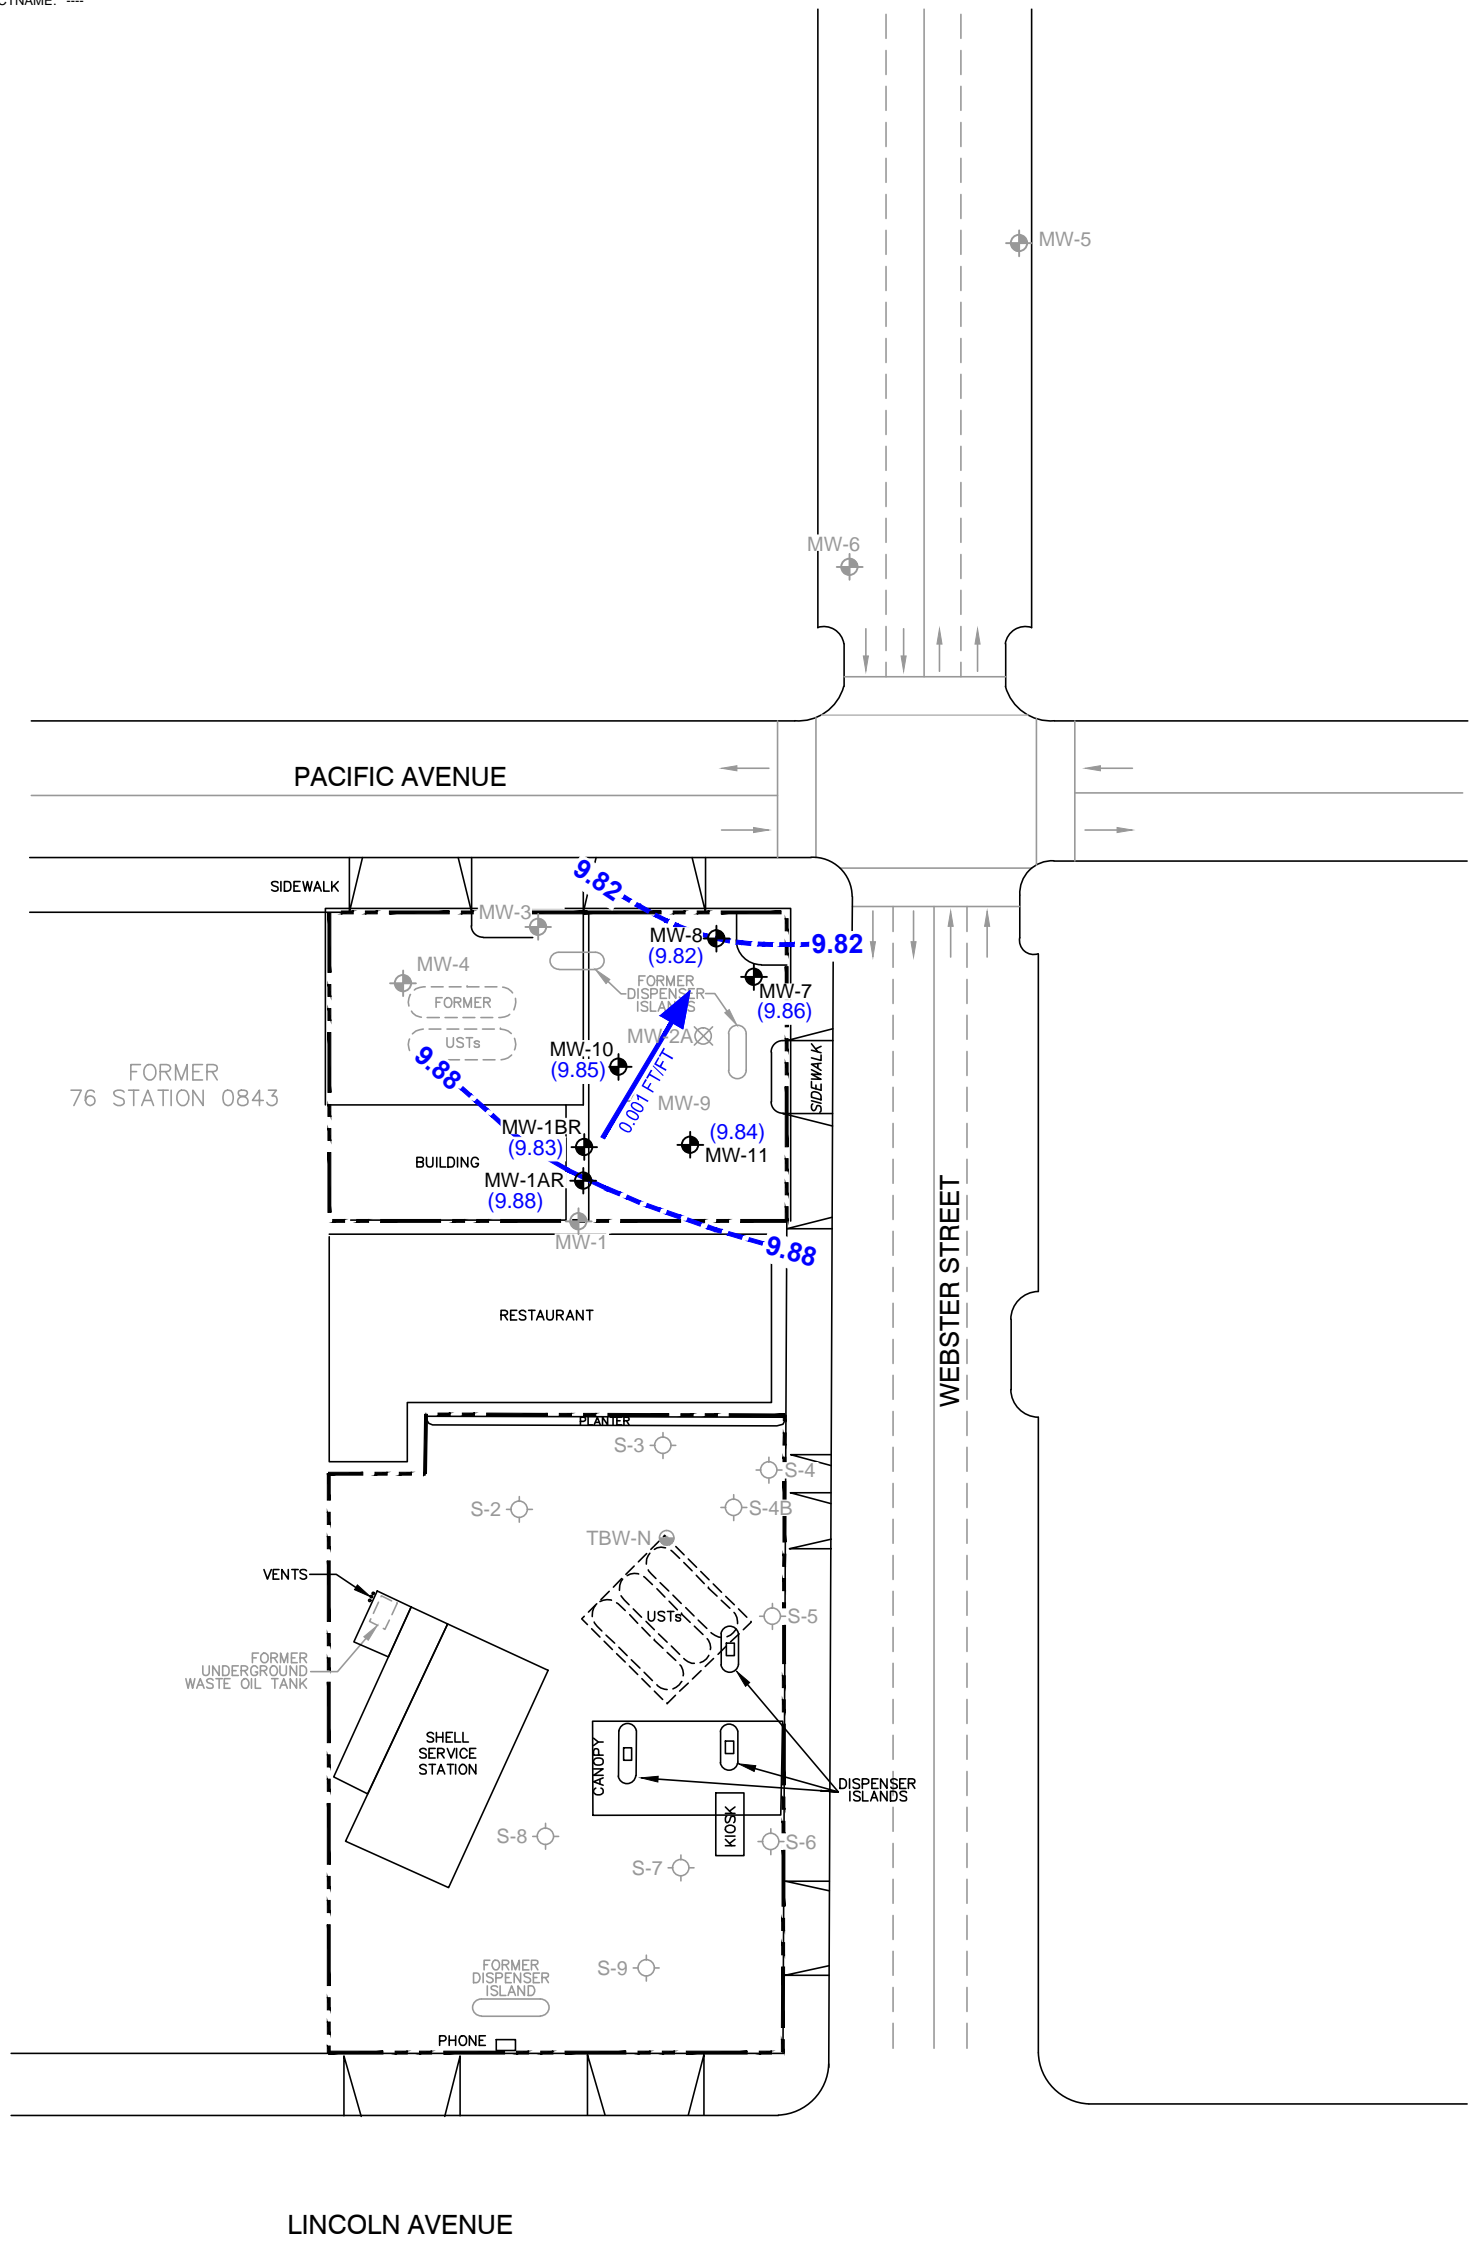 CTNAME: ----
MW-5
MW-6
PACIFIC AVENUE
SIDEWALK
9.82
MW-3
MW-8
(9.82)
9.82
MW-4
FORMER
DISPENSER
ISLANDS
MW-7
(9.86)
FORMER
USTs
MW-2A
MW-10
(9.85)
9.88
0.001 FT/FT
SIDEWALK
FORMER
76 STATION 0843
MW-9
MW-1BR
(9.83)
(9.84)
MW-11
BUILDING
MW-1AR
(9.88)
MW-1
9.88
WEBSTER STREET
RESTAURANT
PLANTER
S-3
S-4
S-2
S-4B
TBW-N
VENTS
USTs
S-5
FORMER
UNDERGROUND
WASTE OIL TANK
SHELL
SERVICE
STATION
CANOPY
DISPENSER
ISLANDS
KIOSK
S-8
S-6
S-7
S-9
FORMER
DISPENSER
ISLAND
PHONE
LINCOLN AVENUE